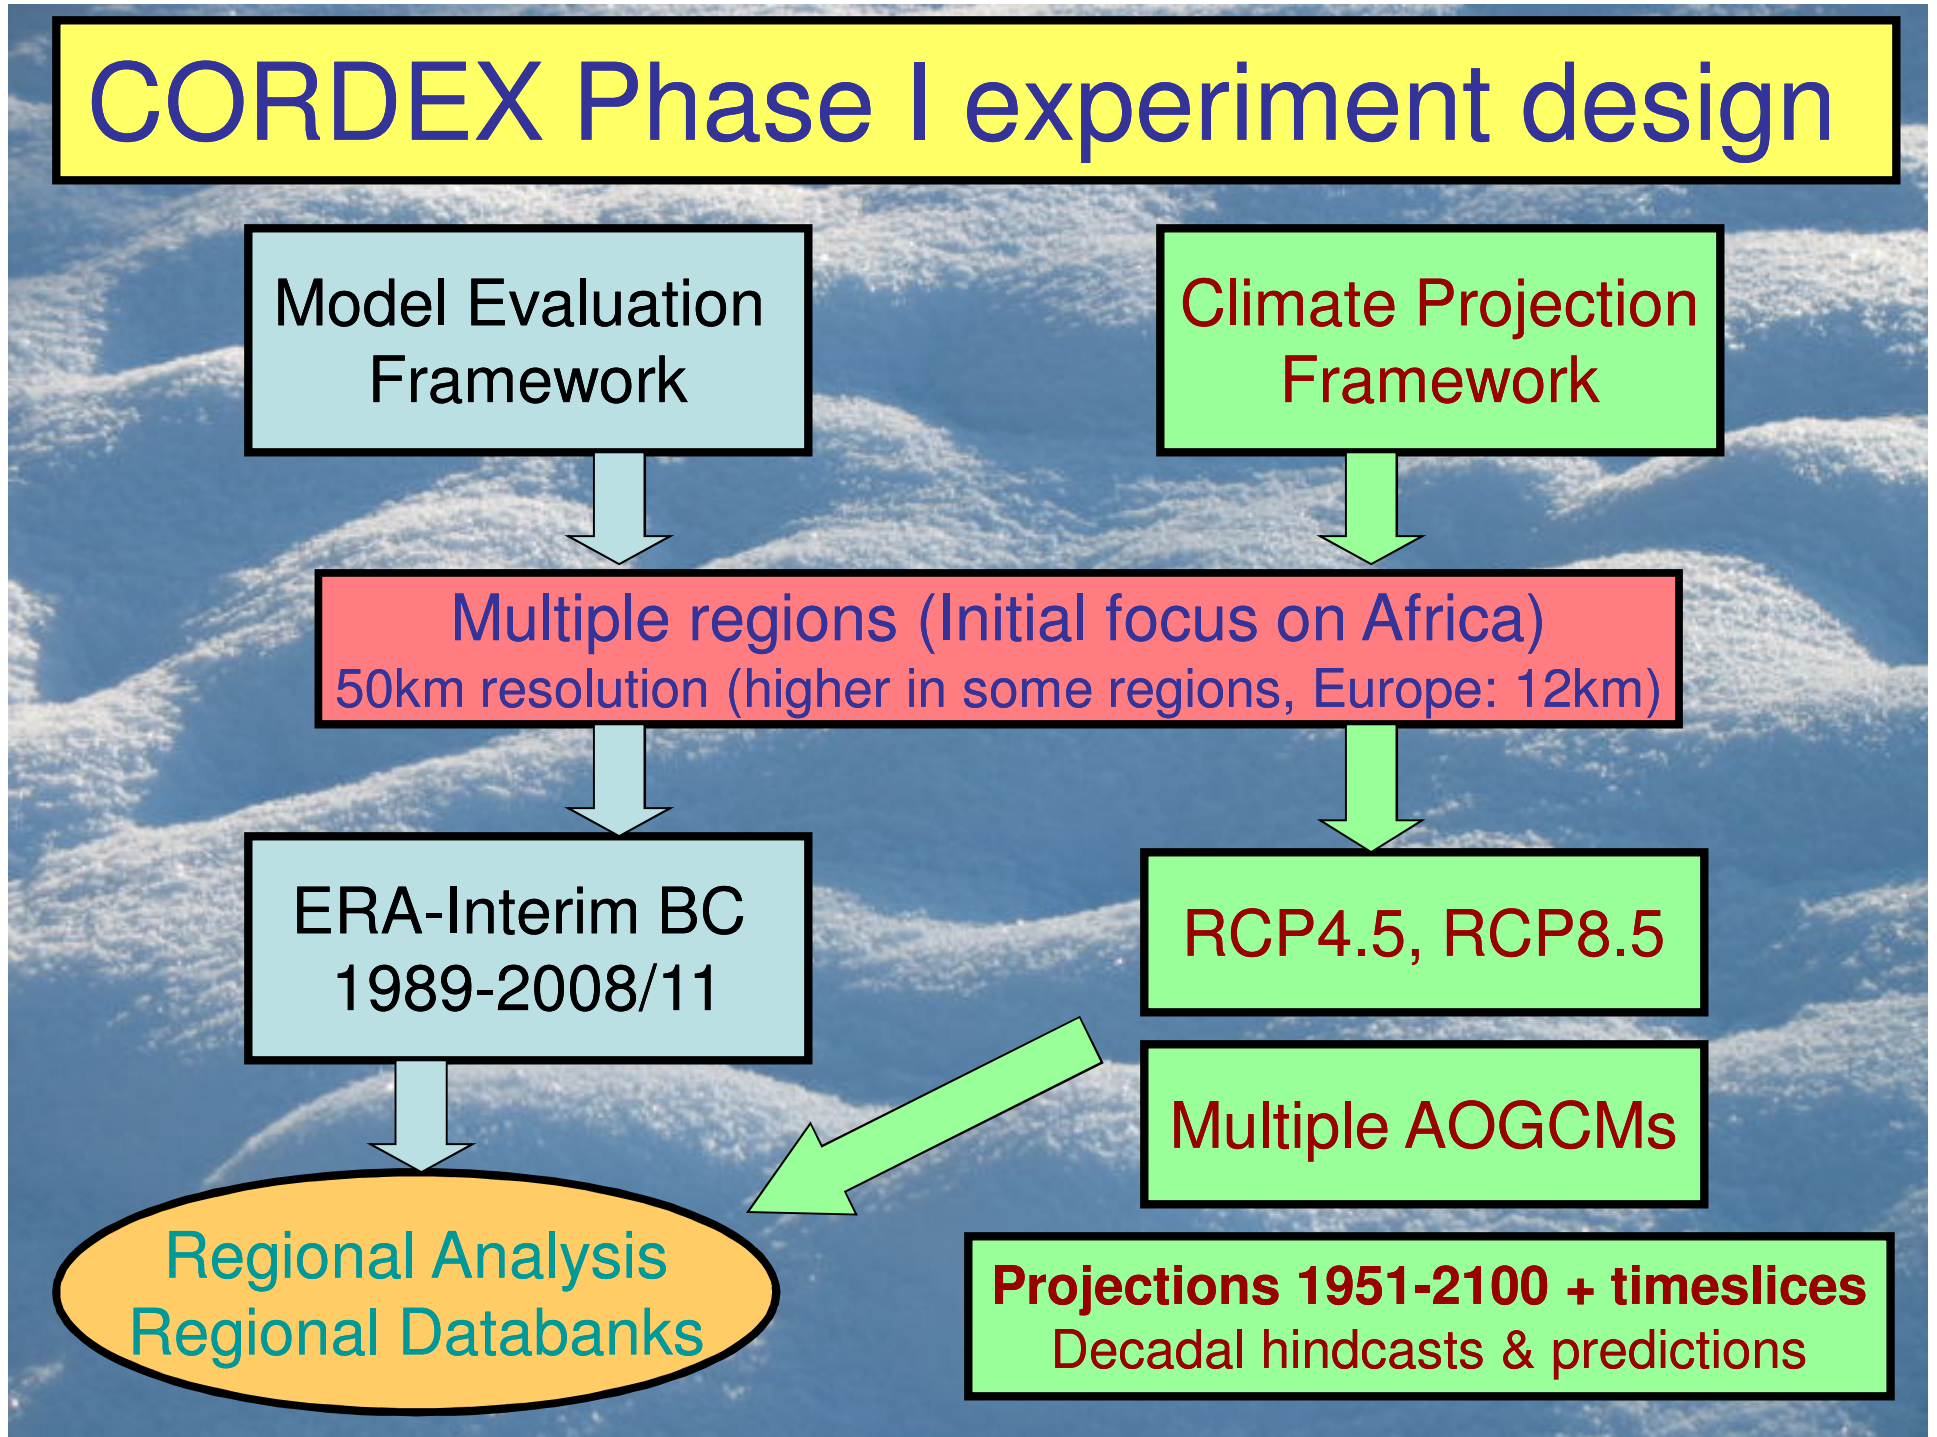 CORDEX Phase I experiment design
Model Evaluation
Framework
Climate Projection
Framework
Multiple regions (Initial focus on Africa)
50km resolution (higher in some regions, Europe: 12km)
ERA-Interim BC
1989-2008/11
RCP4.5, RCP8.5
Multiple AOGCMs
Regional Analysis
Regional Databanks
Projections 1951-2100 + timeslices
Decadal hindcasts & predictions